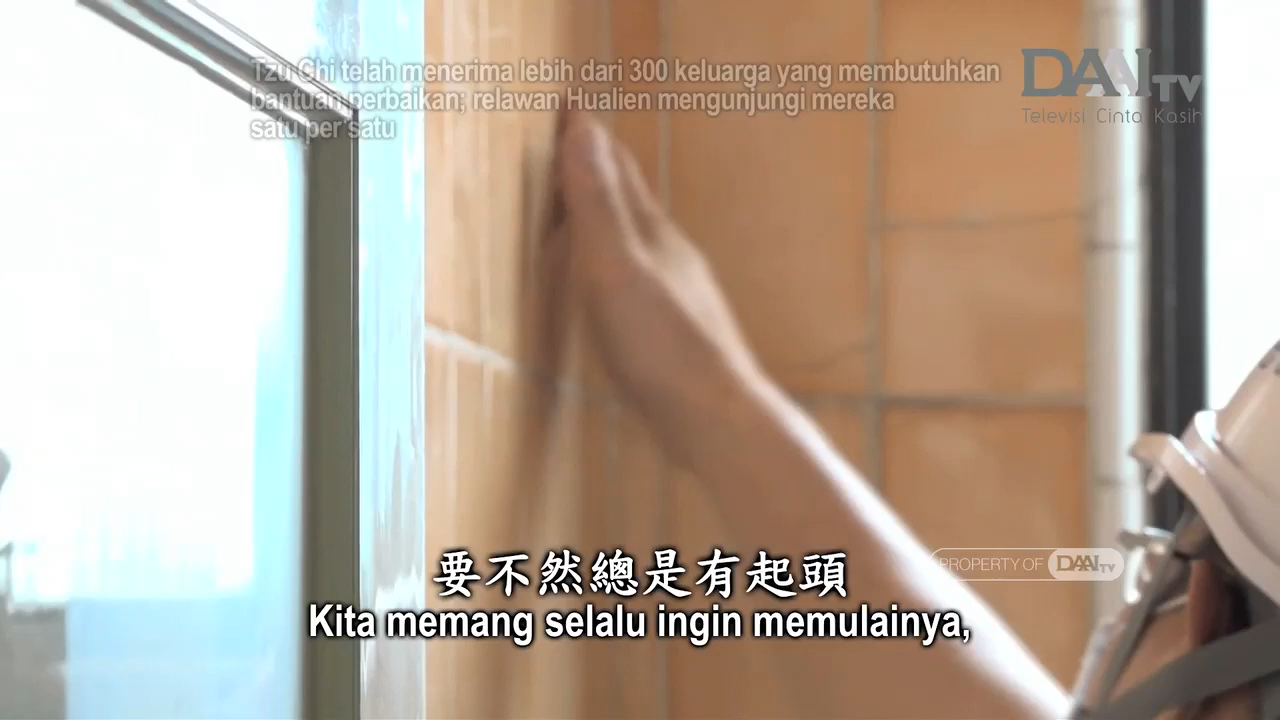 Tzu Chi telah menerima lebih dari 300 keluarga yang membutuhkan
bantuan perbaikan; relawan Hualien mengunjungi mereka
satu per satu
DAAI TV
Televisi Cinta Kasih
PROPERTY OF DAAI TV
要不然總是有起頭
Kita memang selalu ingin memulainya,